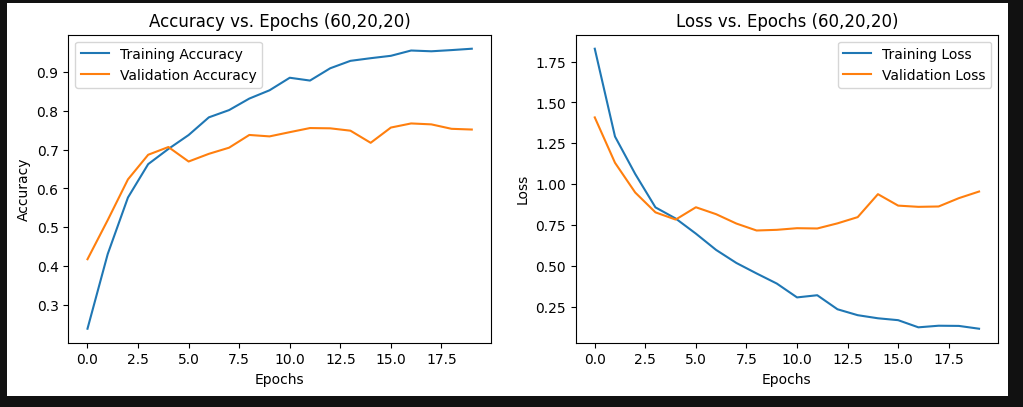 Accuracy vs. Epochs (60,20,20)
Training Accuracy
Validation Accuracy
Accuracy
0.9
0.8
0.7
0.6
0.5
0.4
0.3
0.0 2.5 5.0 7.5 10.0 12.5 15.0 17.5
Epochs
Loss vs. Epochs (60,20,20)
Training Loss
Validation Loss
Loss
1.75
1.50
1.25
1.00
0.75
0.50
0.25
0.0 2.5 5.0 7.5 10.0 12.5 15.0 17.5
Epochs